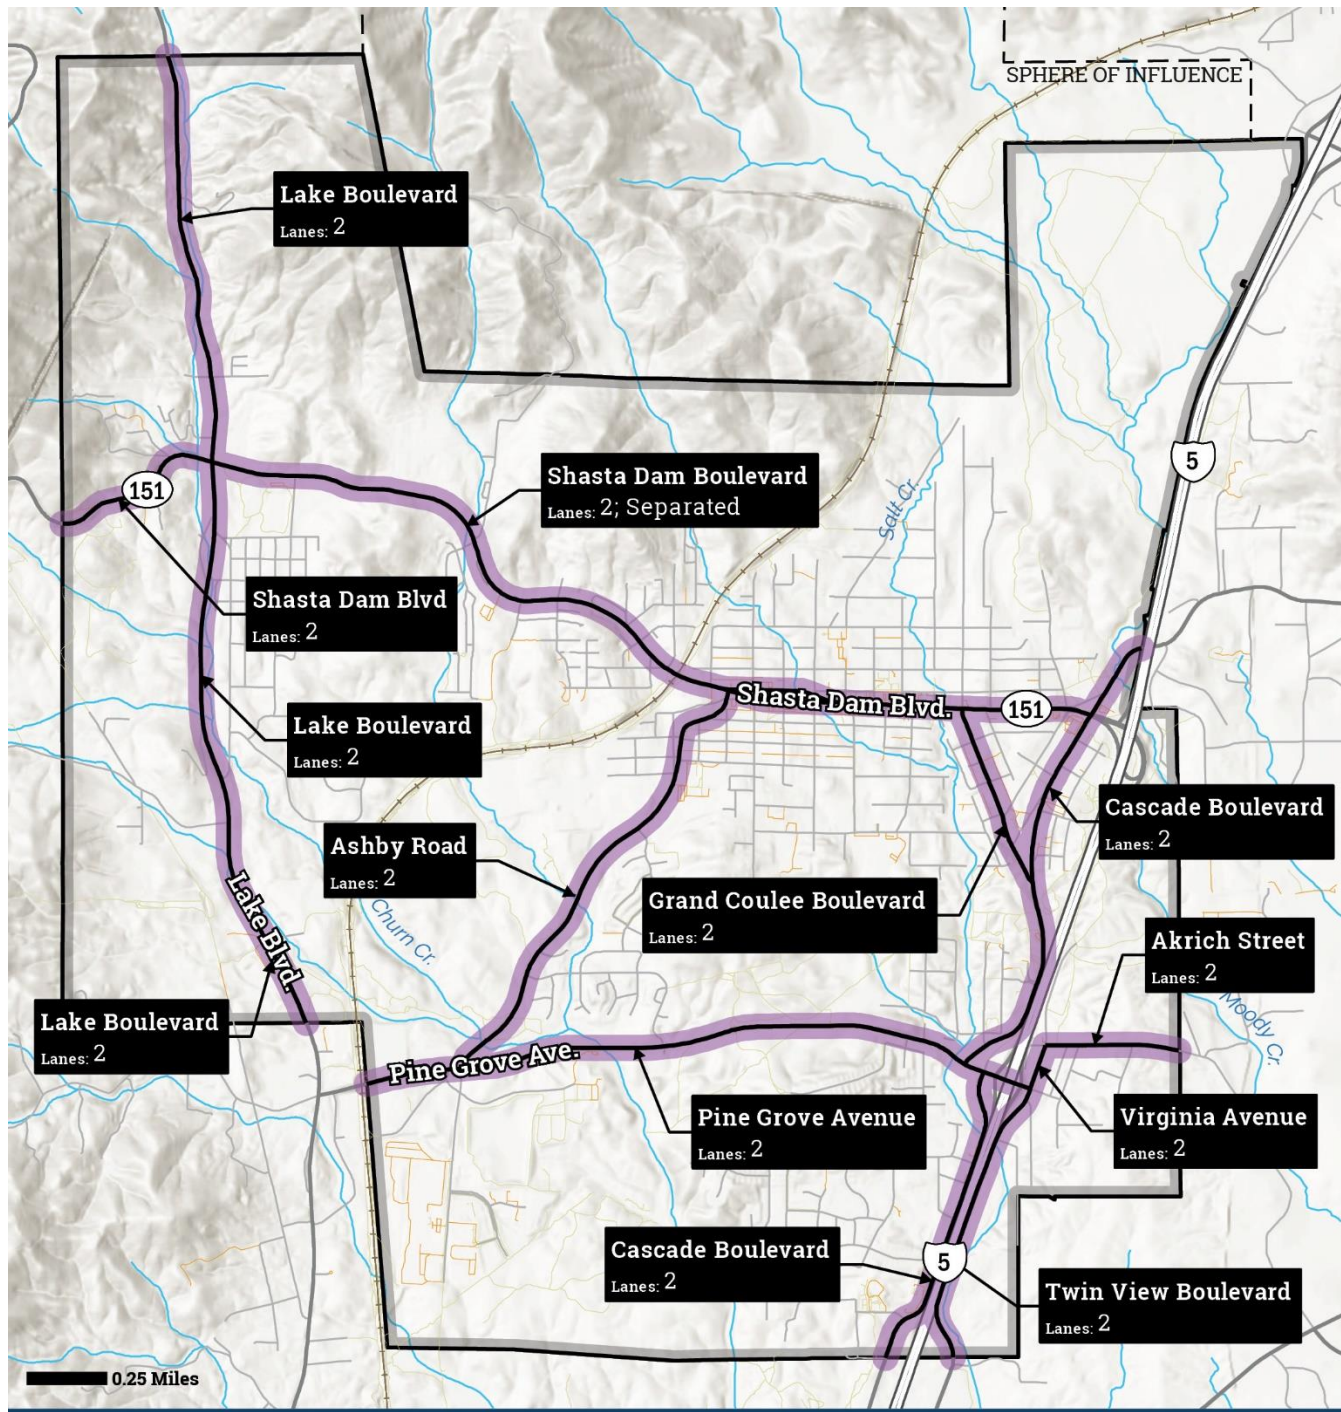 SPHERE OF INFLUENCE
Lake Boulevard
Lanes: 2
5
Shasta Dam Boulevard
Lanes: 2; Separated
151
Salt Cr.
Shasta Dam Blvd
Lanes: 2
Lake Boulevard
Lanes: 2
Shasta Dam Blvd.
151
Cascade Boulevard
Lanes: 2
Ashby Road
Lanes: 2
Grand Coulee Boulevard
Lanes: 2
Lake Blvd.
Churn Cr.
Akrich Street
Lanes: 2
Moody Cr.
Lake Boulevard
Lanes: 2
Pine Grove Ave.
Pine Grove Avenue
Lanes: 2
Virginia Avenue
Lanes: 2
Cascade Boulevard
Lanes: 2
5
Twin View Boulevard
Lanes: 2
0.25 Miles